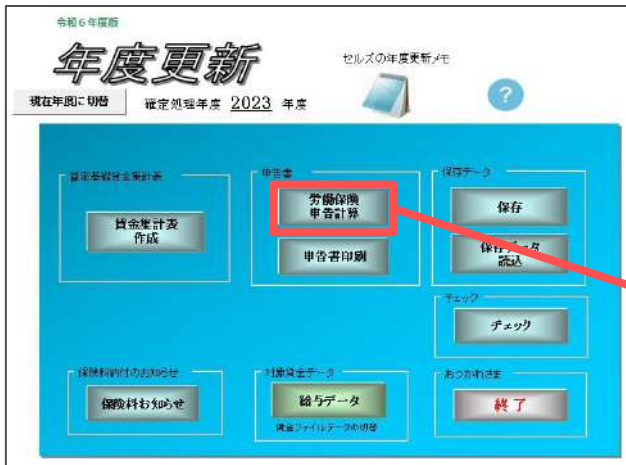 令和6年度版
年度更新
セルズの年度更新メモ
?
現在年度に切替
確定処理年度 2023 年度
算定基礎賃金集計表
賃金集計表
作成
申告書
労働保険
申告計算
申告書印刷
保存データ
保存
保存データ
読込
チェック
チェック
保険料納付のお知らせ
保険料お知らせ
対象賃金データ
給与データ
賃金ファイルデータの切替
おつかれさま
終了